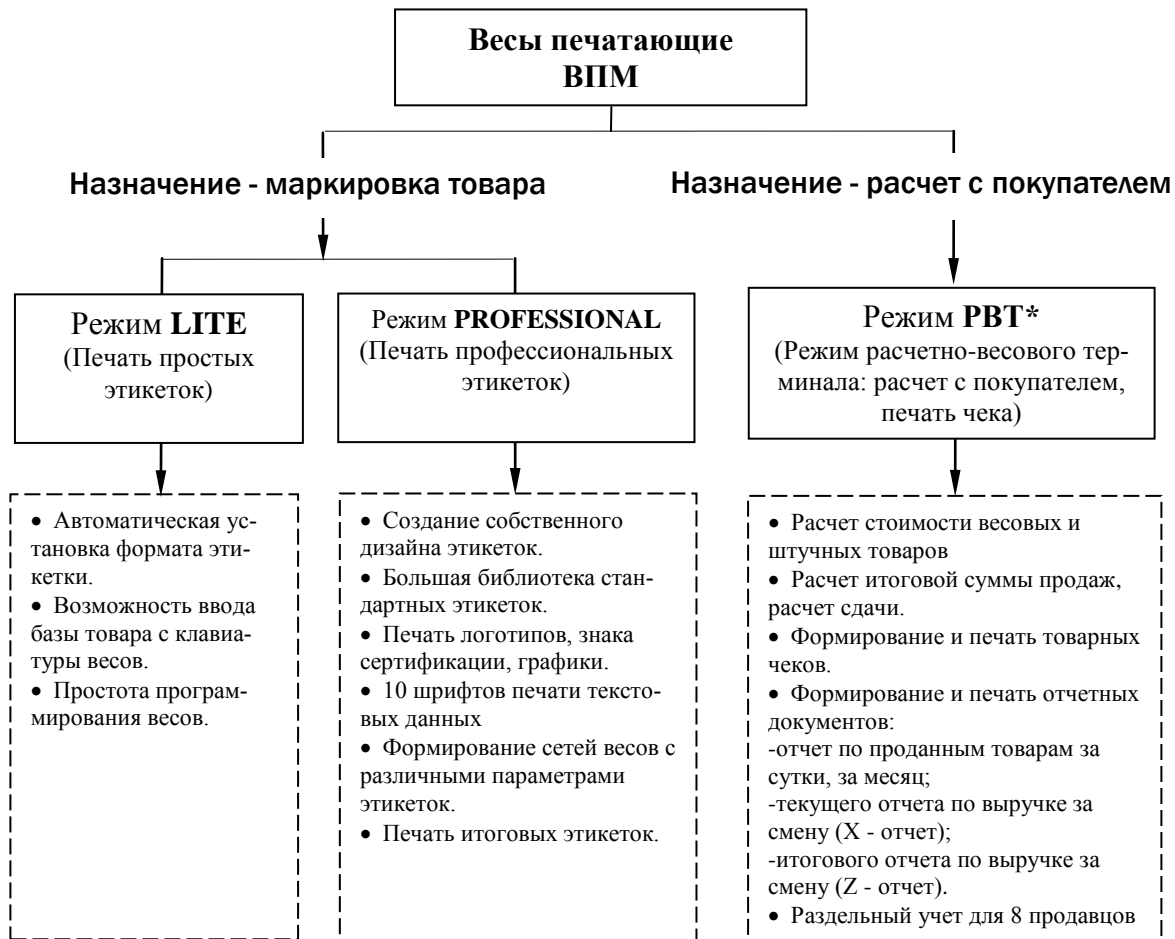 Весы печатающие
ВПМ
Назначение - маркировка товара
Назначение - расчет с покупателем
Режим LITE
(Печать простых
этикеток)
Режим PROFESSIONAL
(Печать профессиональных
этикеток)
Режим РВТ*
(Режим расчетно-весового тер-
минала: расчет с покупателем,
печать чека)
• Автоматическая ус-
тановка формата эти-
кетки.
• Возможность ввода
базы товара с клавиа-
туры весов.
• Простота програм-
мирования весов.
• Создание собственного
дизайна этикеток.
• Большая библиотека стан-
дартных этикеток.
• Печать логотипов, знака
сертификации, графики.
• 10 шрифтов печати тексто-
вых данных
• Формирование сетей весов с
различными параметрами
этикеток.
• Печать итоговых этикеток.
• Расчет стоимости весовых и
штучных товаров
• Расчет итоговой суммы продаж,
расчет сдачи.
• Формирование и печать товарных
чеков.
• Формирование и печать отчетных
документов:
-отчет по проданным товарам за
сутки, за месяц;
-текущего отчета по выручке за
смену (X - отчет);
-итогового отчета по выручке за
смену (Z - отчет).
• Раздельный учет для 8 продавцов